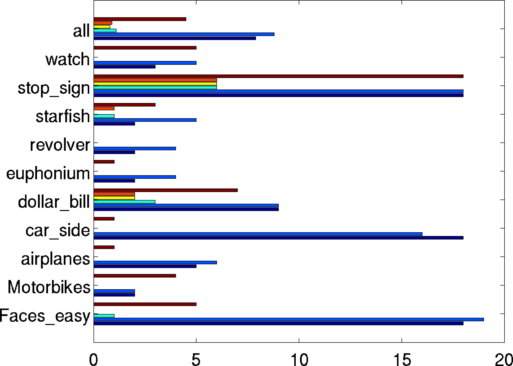 all
watch
stop_sign
starfish
revolver
euphonium
dollar_bill
car_side
airplanes
Motorbikes
Faces_easy
0 5 10 15 20